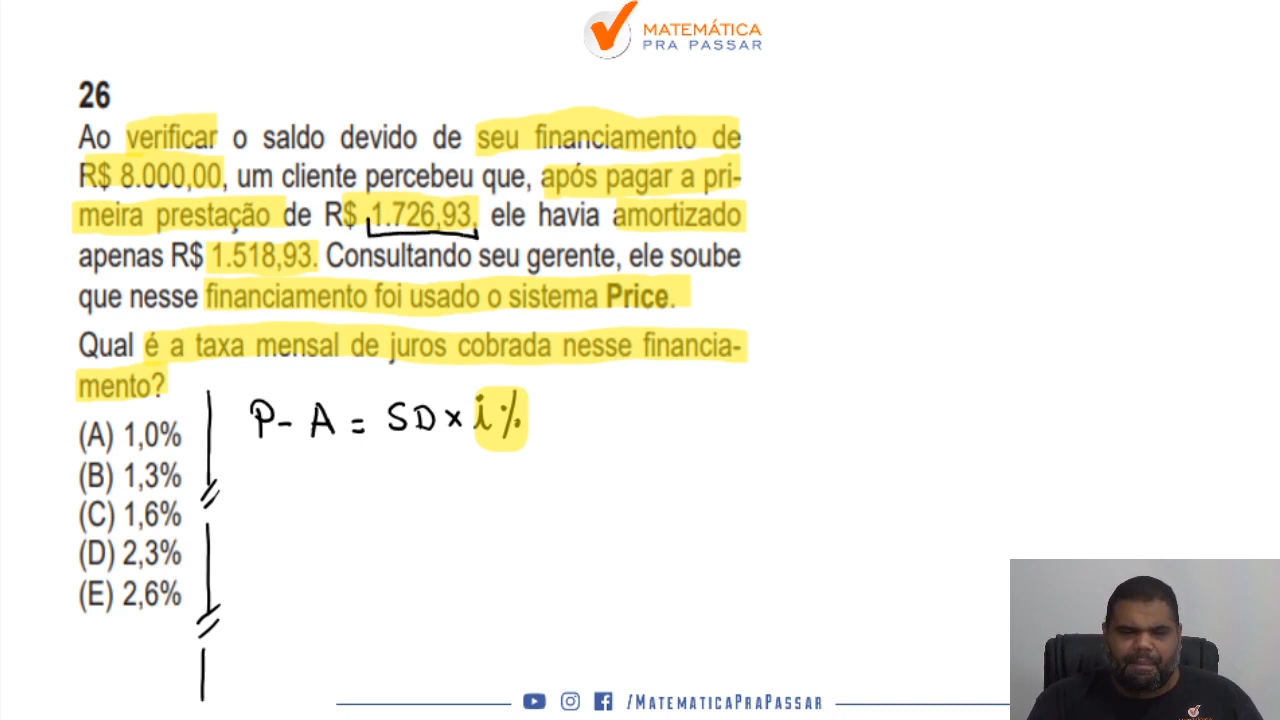 MATEMÁTICA
PRA PASSAR
26
Ao verificar o saldo devido de seu financiamento de
R$ 8.000,00, um cliente percebeu que, após pagar a pri-
meira prestação de R$ 1.726,93, ele havia amortizado
apenas R$ 1.518,93. Consultando seu gerente, ele soube
que nesse financiamento foi usado o sistema Price.
Qual é a taxa mensal de juros cobrada nesse financia-
mento?
P - A = SD × i%
(A) 1,0%
(B) 1,3%
(C) 1,6%
(D) 2,3%
(E) 2,6%
/MATEMATICAPRAPASSAR